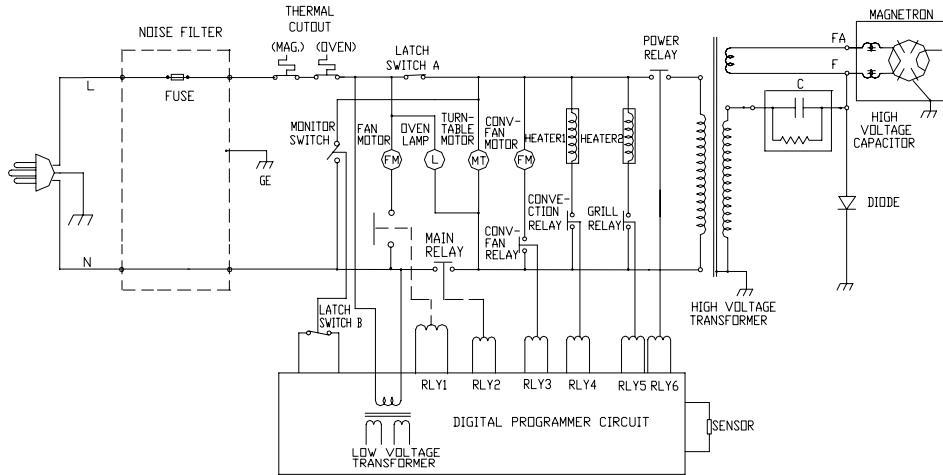 MAGNETRON
THERMAL
CUTOUT
(MAG.) (OVEN)
NOISE FILTER
LATCH
SWITCH A
POWER
RELAY
FA
F
L
FUSE
C
HIGH
VOLTAGE
CAPACITOR
MONITOR
SWITCH
FAN
MOTOR
OVEN
LAMP
TURN-
TABLE
MOTOR
CONV-
FAN
MOTOR
HEATER1
HEATER2
FM
L
MT
FM
GE
DIODE
CONVE-
CTION
RELAY
GRILL
RELAY
MAIN
RELAY
CONV-
FAN
RELAY
N
HIGH VOLTAGE
TRANSFORMER
LATCH
SWITCH B
RLY1
RLY2
RLY3
RLY4
RLY5
RLY6
DIGITAL PROGRAMMER CIRCUIT
SENSOR
LOW VOLTAGE
TRANSFORMER